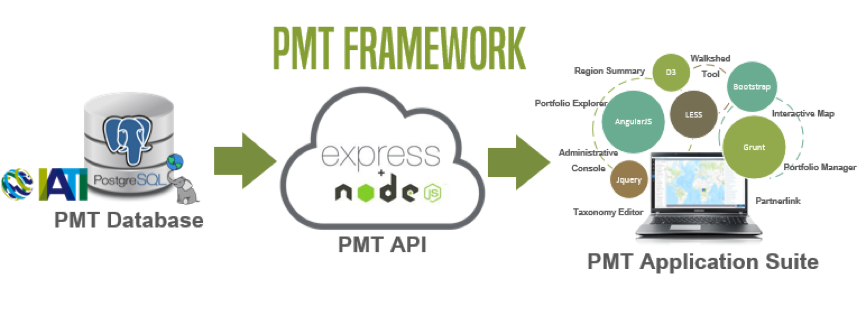 PMT FRAMEWORK
IATI
PostgreSQL
PMT Database
express
+
node
JS
PMT API
Region Summary
D3
Walkshed
Tool
Bootstrap
Portfolio Explorer
AngularJS
LESS
Interactive Map
Grunt
Administrative
Console
Jquery
Portfolio Manager
Taxonomy Editor
Partnerlink
PMT Application Suite